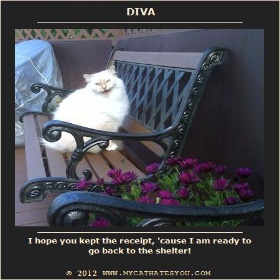 DIVA
I hope you kept the receipt, 'cause I am ready to
go back to the shelter!
© 2012 WWW.MYCATHATESYOU.COM